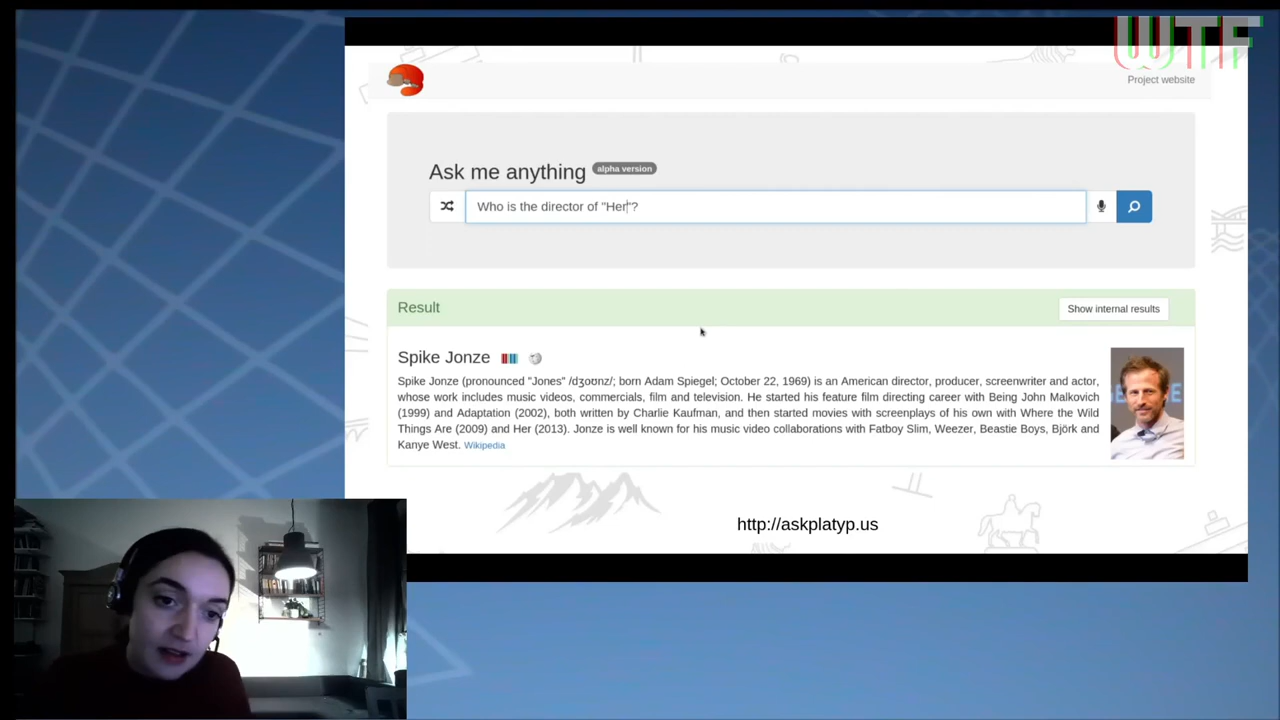 WTF
Project website
Ask me anything alpha version
Who is the director of "Her"?
Result
Show internal results
Spike Jonze
Spike Jonze (pronounced "Jones" /dʒoʊnz/; born Adam Spiegel; October 22, 1969) is an American director, producer, screenwriter and actor,
whose work includes music videos, commercials, film and television. He started his feature film directing career with Being John Malkovich
(1999) and Adaptation (2002), both written by Charlie Kaufman, and then started movies with screenplays of his own with Where the Wild
Things Are (2009) and Her (2013). Jonze is well known for his music video collaborations with Fatboy Slim, Weezer, Beastie Boys, Björk and
Kanye West. Wikipedia
http://askplatyp.us